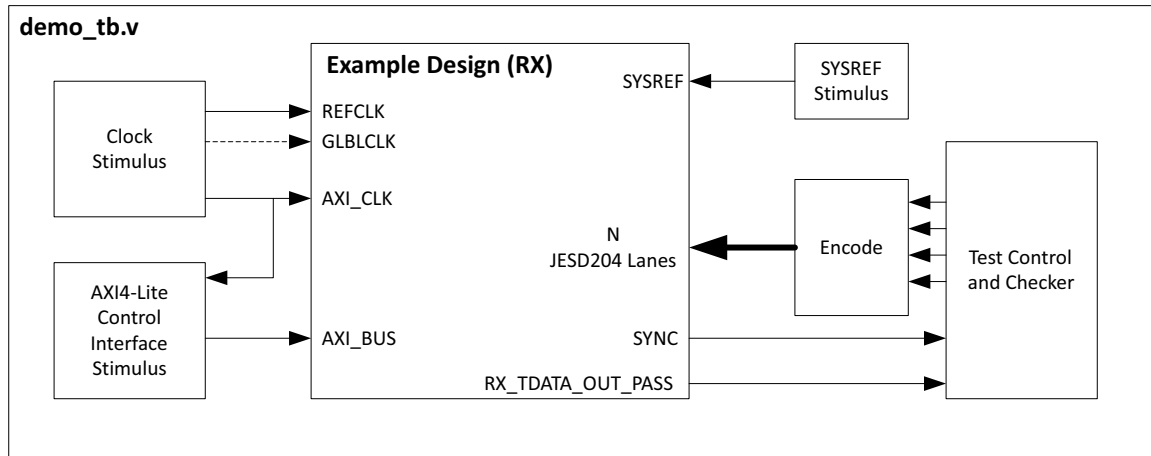 demo_tb.v
Example Design (RX)
SYSREF
SYSREF
Stimulus
REFCLK
GLBLCLK
AXI_CLK
Clock
Stimulus
N
JESD204 Lanes
Encode
Test Control
and Checker
AXI4-Lite
Control
Interface
Stimulus
AXI_BUS
SYNC
RX_TDATA_OUT_PASS